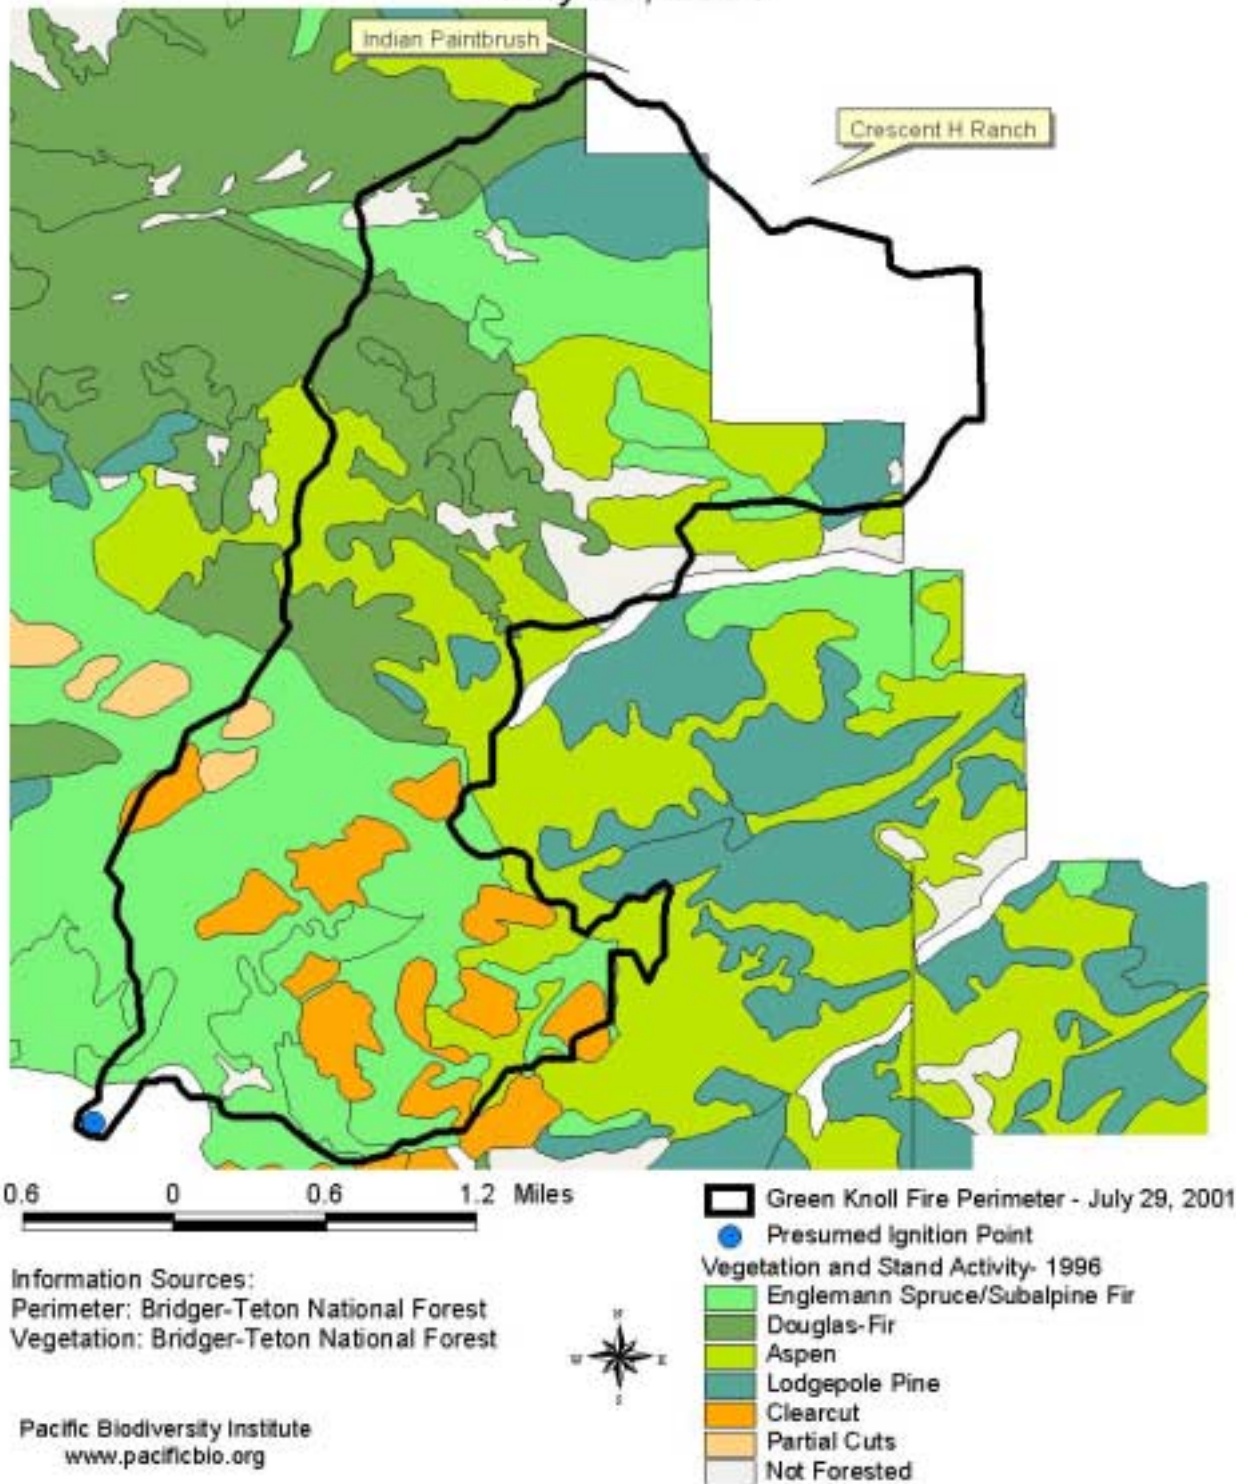 Indian Paintbrush
Crescent H Ranch
0.6 0 0.6 1.2 Miles
Information Sources:
Perimeter: Bridger-Teton National Forest
Vegetation: Bridger-Teton National Forest
N
W E
S
Pacific Biodiversity Institute
www.pacificbio.org
Green Knoll Fire Perimeter - July 29, 2001
Presumed Ignition Point
Vegetation and Stand Activity- 1996
Englemann Spruce/Subalpine Fir
Douglas-Fir
Aspen
Lodgepole Pine
Clearcut
Partial Cuts
Not Forested